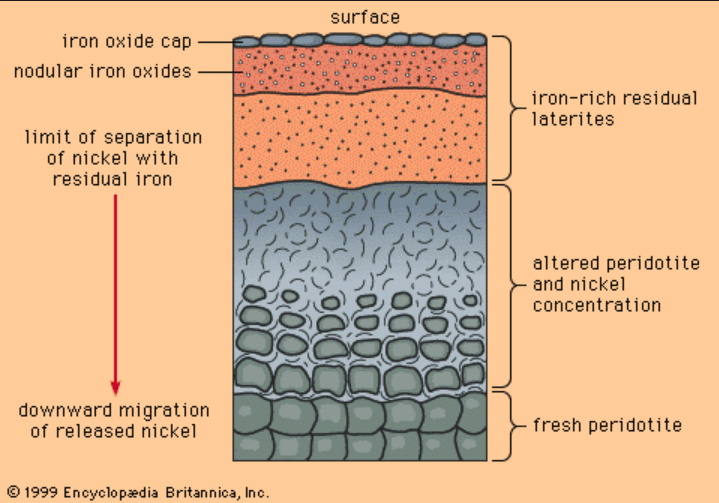 surface
iron oxide cap
nodular iron oxides
iron-rich residual
laterites
limit of separation
of nickel with
residual iron
altered peridotite
and nickel
concentration
downward migration
of released nickel
fresh peridotite
© 1999 Encyclopædia Britannica, Inc.